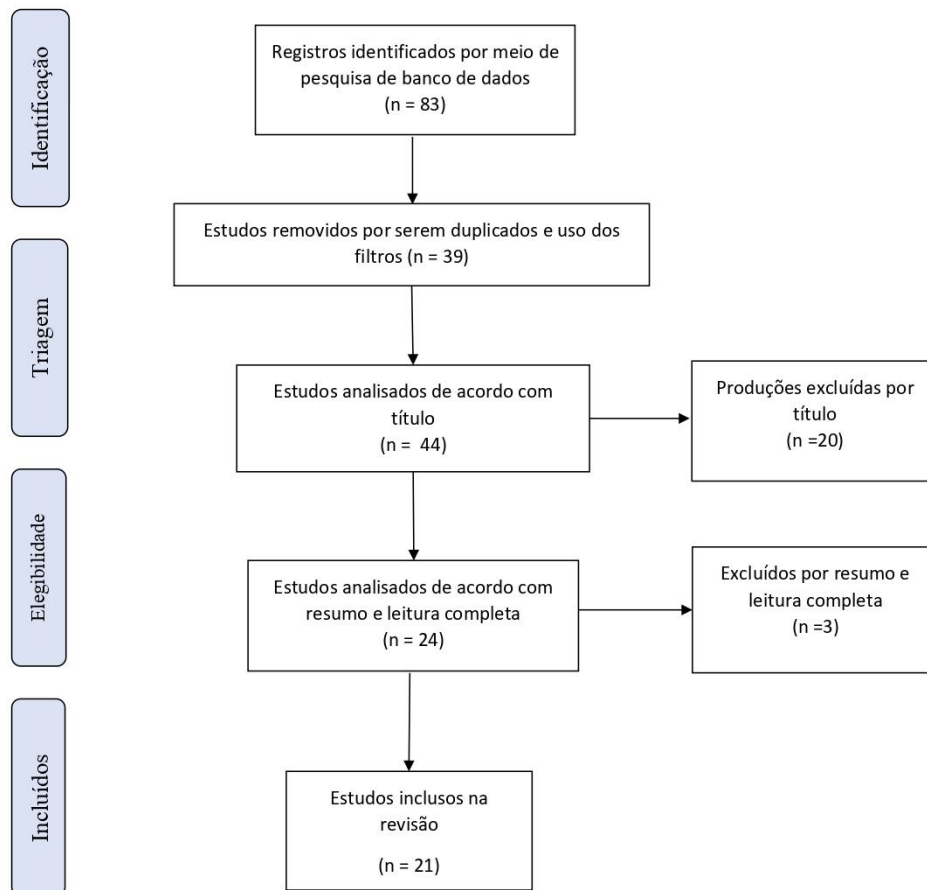 Identificação
Registros identificados por meio de
pesquisa de banco de dados
(n = 83)
Estudos removidos por serem duplicados e uso dos
filtros (n = 39)
Triagem
Estudos analisados de acordo com
título
(n = 44)
Produções excluídas por
título
(n =20)
Elegibilidade
Estudos analisados de acordo com
resumo e leitura completa
(n = 24)
Excluídos por resumo e
leitura completa
(n =3)
Incluídos
Estudos inclusos na
revisão
(n = 21)